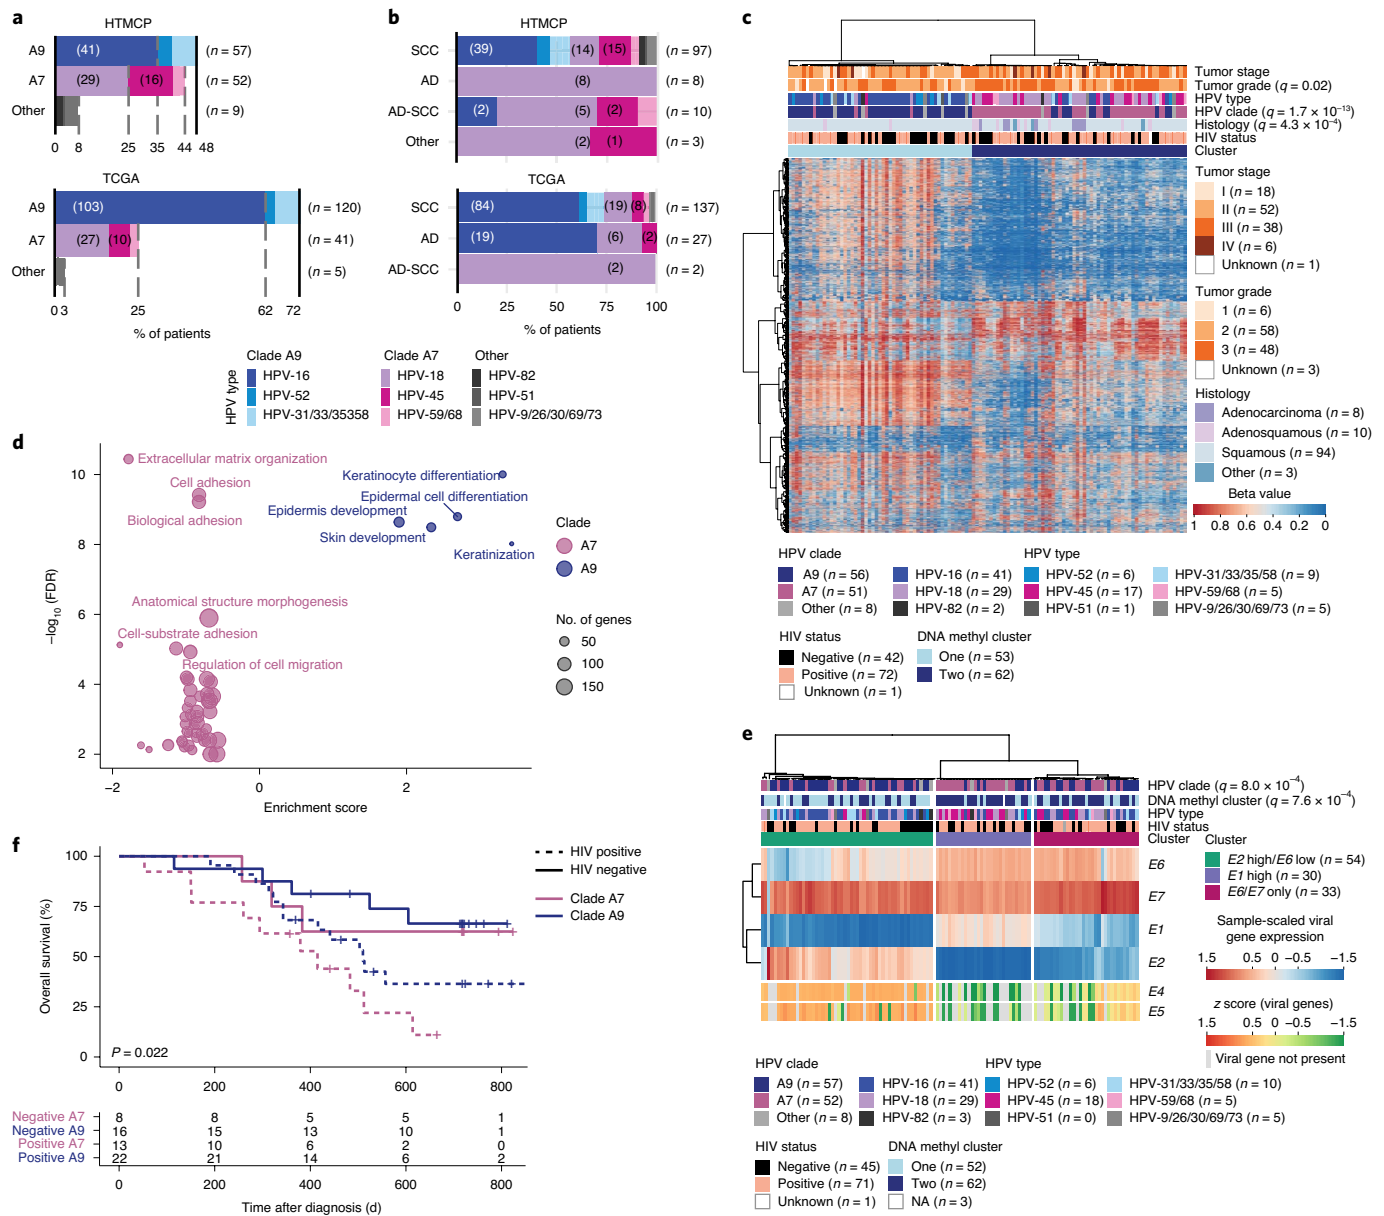 a
HTMCP
A9 (41) (n = 57)
A7 (29) (16) (n = 52)
Other (n = 9)
0 8 25 35 44 48
TCGA
A9 (103) (n = 120)
A7 (27) (10) (n = 41)
Other (n = 5)
0 3 25 62 72
% of patients
b
HTMCP
SCC (39) (14) (15) (n = 97)
AD (8) (n = 8)
AD-SCC (2) (5) (2) (n = 10)
Other (2) (1) (n = 3)
TCGA
SCC (84) (19) (8) (n = 137)
AD (19) (6) (2) (n = 27)
AD-SCC (2) (n = 2)
0 25 50 75 100
% of patients
HPV type
Clade A9 Clade A7 Other
HPV-16 HPV-18 HPV-82
HPV-52 HPV-45 HPV-51
HPV-31/33/35358 HPV-59/68 HPV-9/26/30/69/73
c
Tumor stage
Tumor grade (q = 0.02)
HPV type
HPV clade (q = 1.7 × 10⁻¹³)
Histology (q = 4.3 × 10⁻⁴)
HIV status
Cluster
Tumor stage
I (n = 18)
II (n = 52)
III (n = 38)
IV (n = 6)
Unknown (n = 1)
Tumor grade
1 (n = 6)
2 (n = 58)
3 (n = 48)
Unknown (n = 3)
Histology
Adenocarcinoma (n = 8)
Adenosquamous (n = 10)
Squamous (n = 94)
Other (n = 3)
Beta value
1 0.8 0.6 0.4 0.2 0
HPV clade HPV type
A9 (n = 56) HPV-16 (n = 41) HPV-52 (n = 6) HPV-31/33/35/58 (n = 9)
A7 (n = 51) HPV-18 (n = 29) HPV-45 (n = 17) HPV-59/68 (n = 5)
Other (n = 8) HPV-82 (n = 2) HPV-51 (n = 1) HPV-9/26/30/69/73 (n = 5)
HIV status DNA methyl cluster
Negative (n = 42) One (n = 53)
Positive (n = 72) Two (n = 62)
Unknown (n = 1)
d
−log₁₀ (FDR)
10
8
6
4
2
Extracellular matrix organization
Cell adhesion
Biological adhesion
Keratinocyte differentiation
Epidermal cell differentiation
Epidermis development
Skin development
Keratinization
Anatomical structure morphogenesis
Cell-substrate adhesion
Regulation of cell migration
−2 0 2
Enrichment score
Clade
A7
A9
No. of genes
50
100
150
e
HPV clade (q = 8.0 × 10⁻⁴)
DNA methyl cluster (q = 7.6 × 10⁻⁴)
HPV type
HIV status
Cluster
E6
E7
E1
E2
E4
E5
Cluster
E2 high/E6 low (n = 54)
E1 high (n = 30)
E6/E7 only (n = 33)
Sample-scaled viral
gene expression
1.5 0.5 0 −0.5 −1.5
z score (viral genes)
1.5 0.5 0 −0.5 −1.5
Viral gene not present
HPV clade HPV type
A9 (n = 57) HPV-16 (n = 41) HPV-52 (n = 6) HPV-31/33/35/58 (n = 10)
A7 (n = 52) HPV-18 (n = 29) HPV-45 (n = 18) HPV-59/68 (n = 5)
Other (n = 8) HPV-82 (n = 3) HPV-51 (n = 0) HPV-9/26/30/69/73 (n = 5)
HIV status DNA methyl cluster
Negative (n = 45) One (n = 52)
Positive (n = 71) Two (n = 62)
Unknown (n = 1) NA (n = 3)
f
Overall survival (%)
100
75
50
25
0
P = 0.022
HIV positive
HIV negative
Clade A7
Clade A9
0 200 400 600 800
Negative A7 8 8 5 5 1
Negative A9 16 15 13 10 1
Positive A7 13 10 6 2 0
Positive A9 22 21 14 6 2
0 200 400 600 800
Time after diagnosis (d)